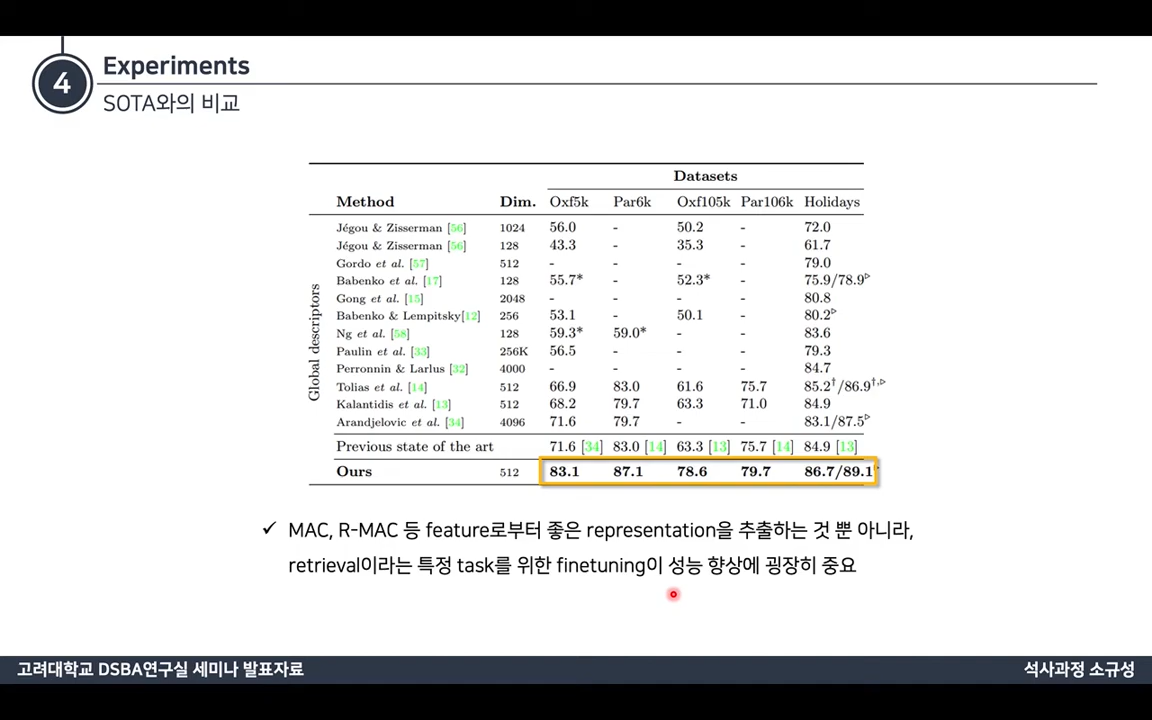 4
Experiments
SOTA와의 비교
Datasets
Method Dim. Oxf5k Par6k Oxf105k Par106k Holidays
Global descriptors
Jégou & Zisserman [56] 1024 56.0 - 50.2 - 72.0
Jégou & Zisserman [56] 128 43.3 - 35.3 - 61.7
Gordo et al. [57] 512 - - - - 79.0
Babenko et al. [17] 128 55.7* - 52.3* - 75.9/78.9▹
Gong et al. [15] 2048 - - - - 80.8
Babenko & Lempitsky[12] 256 53.1 - 50.1 - 80.2▹
Ng et al. [58] 128 59.3* 59.0* - - 83.6
Paulin et al. [33] 256K 56.5 - - - 79.3
Perronnin & Larlus [32] 4000 - - - - 84.7
Tolias et al. [14] 512 66.9 83.0 61.6 75.7 85.2†/86.9†,▹
Kalantidis et al. [13] 512 68.2 79.7 63.3 71.0 84.9
Arandjelovic et al. [34] 4096 71.6 79.7 - - 83.1/87.5▹
Previous state of the art 71.6 [34] 83.0 [14] 63.3 [13] 75.7 [14] 84.9 [13]
Ours 512 83.1 87.1 78.6 79.7 86.7/89.1
✓ MAC, R-MAC 등 feature로부터 좋은 representation을 추출하는 것 뿐 아니라,
retrieval이라는 특정 task를 위한 finetuning이 성능 향상에 굉장히 중요
고려대학교 DSBA연구실 세미나 발표자료
석사과정 소규성